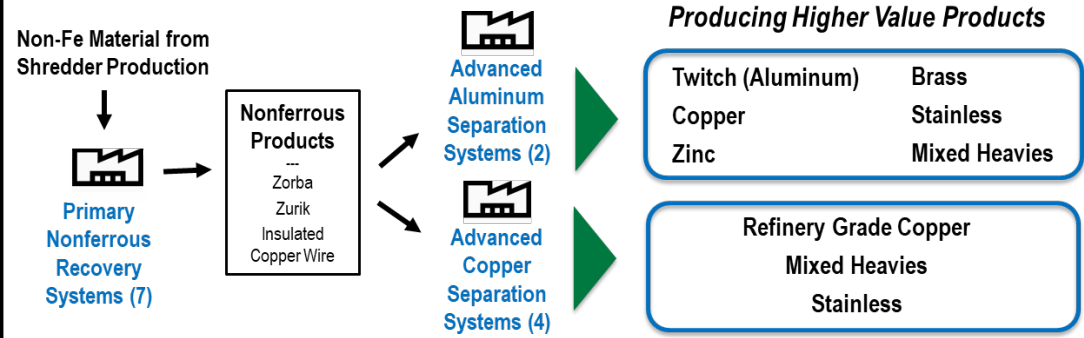 Producing Higher Value Products
Non-Fe Material from
Shredder Production
Primary
Nonferrous
Recovery
Systems (7)
Nonferrous
Products
---
Zorba
Zurik
Insulated
Copper Wire
Advanced
Aluminum
Separation
Systems (2)
Twitch (Aluminum)
Brass
Copper
Stainless
Zinc
Mixed Heavies
Advanced
Copper
Separation
Systems (4)
Refinery Grade Copper
Mixed Heavies
Stainless